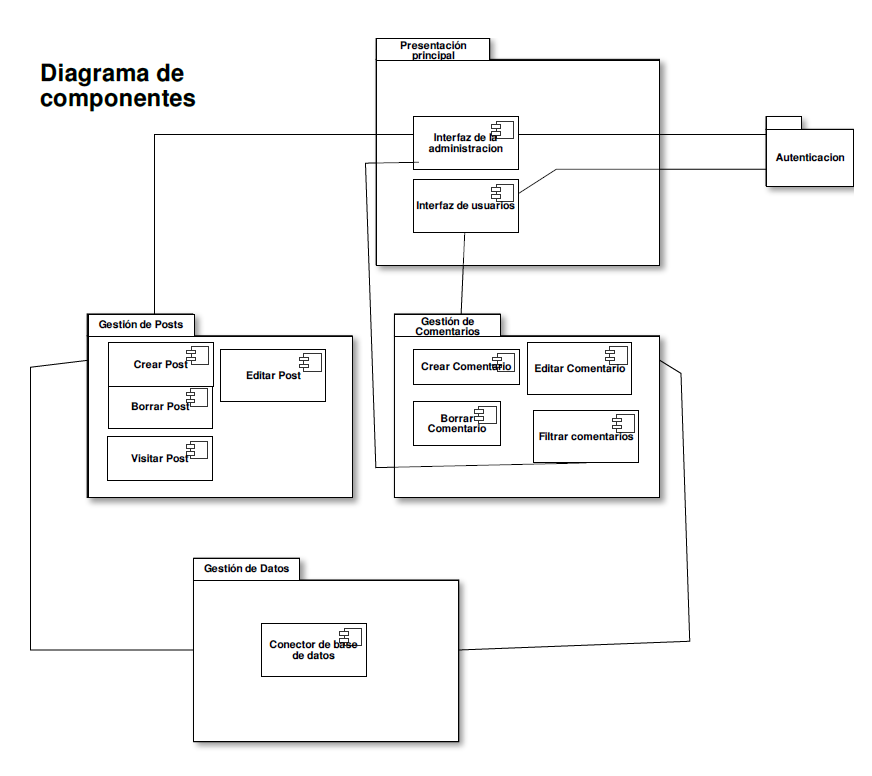 Diagrama de
componentes
Presentación
principal
Interfaz de la
administracion
Interfaz de usuarios
Autenticacion
Gestión de Posts
Crear Post
Editar Post
Borrar Post
Visitar Post
Gestión de
Comentarios
Crear Comentario
Editar Comentario
Borrar
Comentario
Filtrar comentarios
Gestión de Datos
Conector de base
de datos